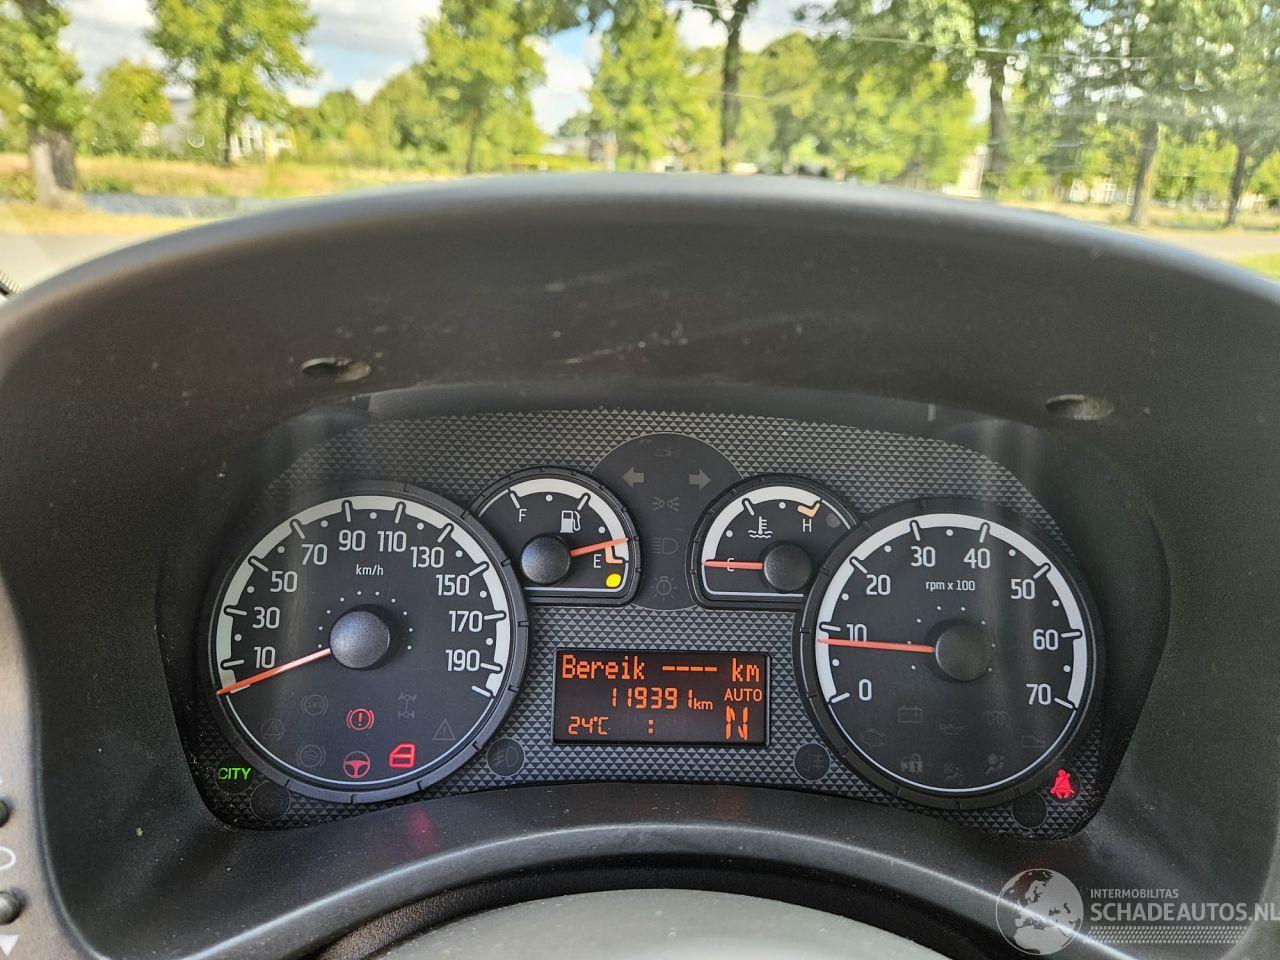 10 30 50 70 90 110 130 150 170 190
km/h
F E
C H
0 10 20 30 40 50 60 70
rpm x 100
Bereik ---- km
119391 km AUTO
24°C : N
CITY
INTERMOBILITAS
SCHADEAUTOS.NL